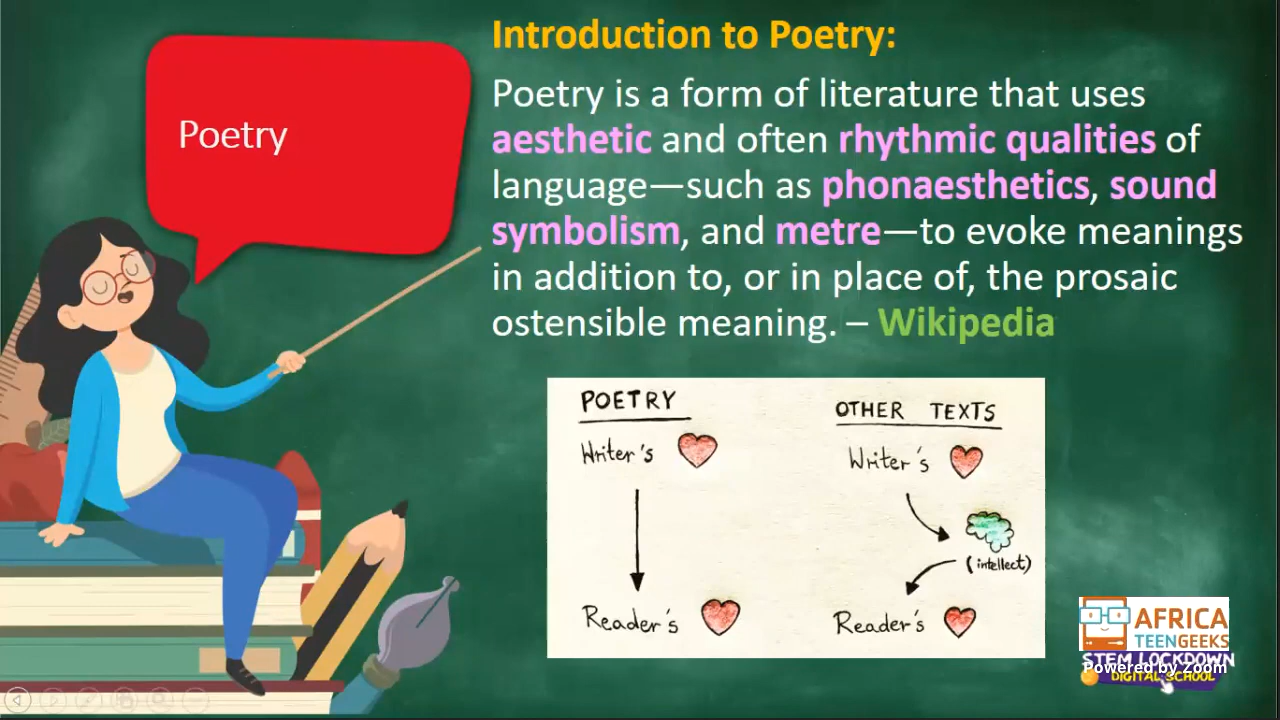 Poetry
Introduction to Poetry:
Poetry is a form of literature that uses
aesthetic and often rhythmic qualities of
language—such as phonaesthetics, sound
symbolism, and metre—to evoke meanings
in addition to, or in place of, the prosaic
ostensible meaning. – Wikipedia
POETRY
Writer's
Reader's
OTHER TEXTS
Writer's
(intellect)
Reader's
AFRICA
TEENGEEKS
STEM LOCKDOWN
Powered by Zoom
DIGITAL SCHOOL